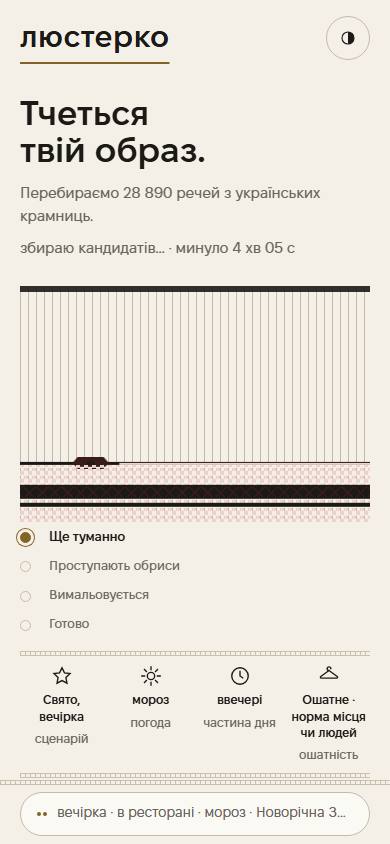 люстерко
Тчеться
твій образ.
Перебираємо 28 890 речей з українських
крамниць.
збираю кандидатів… · минуло 4 хв 05 с
Ще туманно
Проступають обриси
Вимальовується
Готово
Свято,
вечірка
сценарій
мороз
погода
ввечері
частина дня
Ошатне ·
норма місця
чи людей
ошатність
вечірка · в ресторані · мороз · Новорічна З…